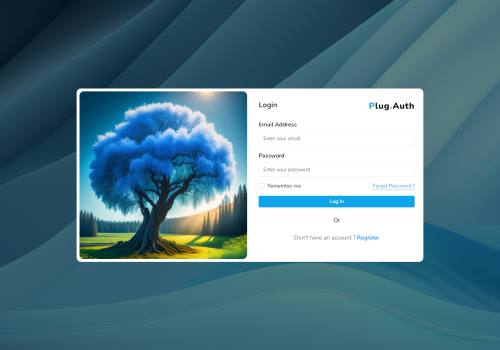 Login
Plug.Auth
Email Address
Enter your email
Password
Enter your password
Remember me
Forgot Password ?
Log In
Or
Don't have an account ? Register